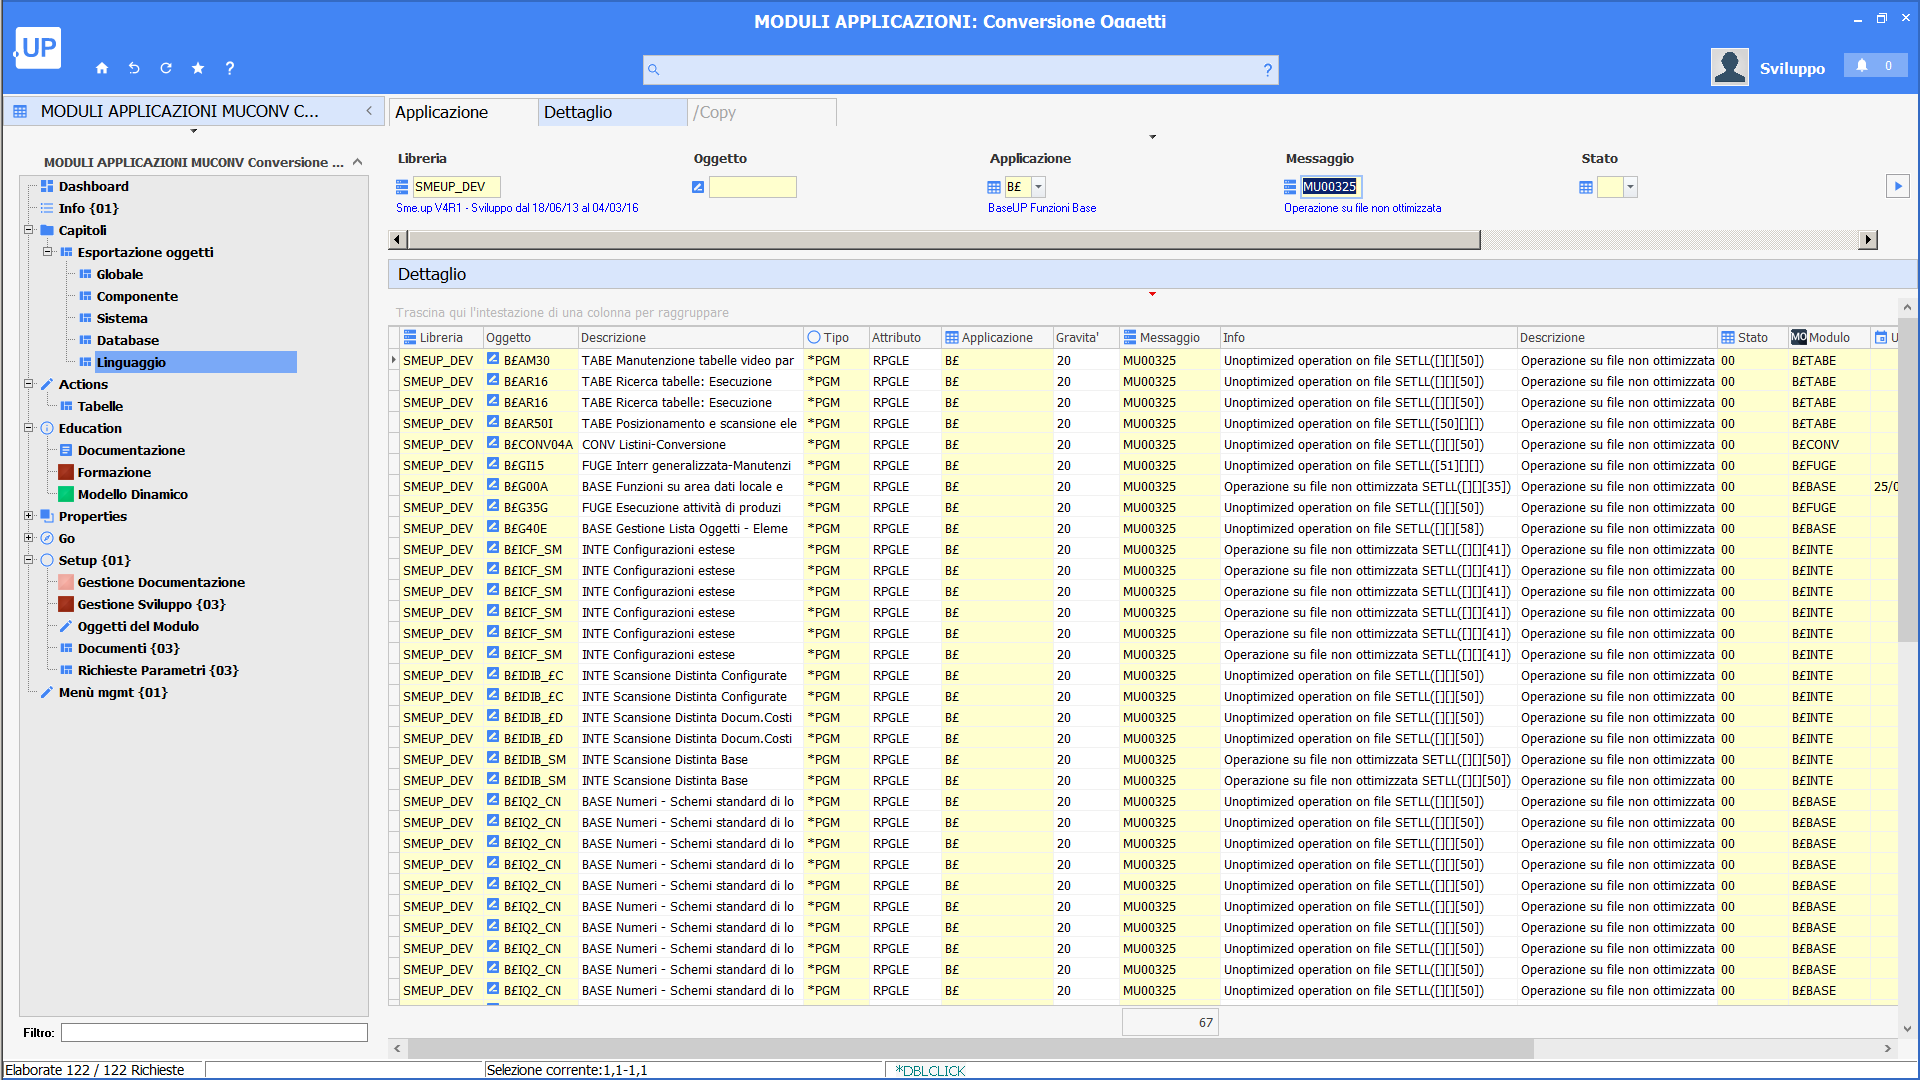 MODULI APPLICAZIONI: Conversione Oggetti
UP
?
?
Sviluppo
0
MODULI APPLICAZIONI MUCONV C...
Applicazione
Dettaglio
/Copy
MODULI APPLICAZIONI MUCONV Conversione ...
Dashboard
Info {01}
Capitoli
Esportazione oggetti
Globale
Componente
Sistema
Database
Linguaggio
Actions
Tabelle
Education
Documentazione
Formazione
Modello Dinamico
Properties
Go
Setup {01}
Gestione Documentazione
Gestione Sviluppo {03}
Oggetti del Modulo
Documenti {03}
Richieste Parametri {03}
Menù mgmt {01}
Filtro:
Libreria Oggetto Applicazione Messaggio Stato
SMEUP_DEV B£ MU00325
Sme.up V4R1 - Sviluppo dal 18/06/13 al 04/03/16 BaseUP Funzioni Base Operazione su file non ottimizzata
Dettaglio
Trascina qui l'intestazione di una colonna per raggruppare
Libreria Oggetto Descrizione Tipo Attributo Applicazione Gravita' Messaggio Info Descrizione Stato MO Modulo U
SMEUP_DEV B£AM30 TABE Manutenzione tabelle video par *PGM RPGLE B£ 20 MU00325 Unoptimized operation on file SETLL([][][50]) Operazione su file non ottimizzata 00 B£TABE
SMEUP_DEV B£AR16 TABE Ricerca tabelle: Esecuzione *PGM RPGLE B£ 20 MU00325 Unoptimized operation on file SETLL([][][50]) Operazione su file non ottimizzata 00 B£TABE
SMEUP_DEV B£AR16 TABE Ricerca tabelle: Esecuzione *PGM RPGLE B£ 20 MU00325 Unoptimized operation on file SETLL([][][50]) Operazione su file non ottimizzata 00 B£TABE
SMEUP_DEV B£AR50I TABE Posizionamento e scansione ele *PGM RPGLE B£ 20 MU00325 Unoptimized operation on file SETLL([50][][]) Operazione su file non ottimizzata 00 B£TABE
SMEUP_DEV B£CONV04A CONV Listini-Conversione *PGM RPGLE B£ 20 MU00325 Unoptimized operation on file SETLL([][][50]) Operazione su file non ottimizzata 00 B£CONV
SMEUP_DEV B£GI15 FUGE Interr generalizzata-Manutenzi *PGM RPGLE B£ 20 MU00325 Unoptimized operation on file SETLL([51][][]) Operazione su file non ottimizzata 00 B£FUGE
SMEUP_DEV B£G00A BASE Funzioni su area dati locale e *PGM RPGLE B£ 20 MU00325 Operazione su file non ottimizzata SETLL([][][35]) Operazione su file non ottimizzata 00 B£BASE 25/0
SMEUP_DEV B£G35G FUGE Esecuzione attività di produzi *PGM RPGLE B£ 20 MU00325 Unoptimized operation on file SETLL([][][50]) Operazione su file non ottimizzata 00 B£FUGE
SMEUP_DEV B£G40E BASE Gestione Lista Oggetti - Eleme *PGM RPGLE B£ 20 MU00325 Unoptimized operation on file SETLL([][][58]) Operazione su file non ottimizzata 00 B£BASE
SMEUP_DEV B£ICF_SM INTE Configurazioni estese *PGM RPGLE B£ 20 MU00325 Operazione su file non ottimizzata SETLL([][][41]) Operazione su file non ottimizzata 00 B£INTE
SMEUP_DEV B£ICF_SM INTE Configurazioni estese *PGM RPGLE B£ 20 MU00325 Operazione su file non ottimizzata SETLL([][][41]) Operazione su file non ottimizzata 00 B£INTE
SMEUP_DEV B£ICF_SM INTE Configurazioni estese *PGM RPGLE B£ 20 MU00325 Operazione su file non ottimizzata SETLL([][][41]) Operazione su file non ottimizzata 00 B£INTE
SMEUP_DEV B£ICF_SM INTE Configurazioni estese *PGM RPGLE B£ 20 MU00325 Operazione su file non ottimizzata SETLL([][][41]) Operazione su file non ottimizzata 00 B£INTE
SMEUP_DEV B£ICF_SM INTE Configurazioni estese *PGM RPGLE B£ 20 MU00325 Operazione su file non ottimizzata SETLL([][][41]) Operazione su file non ottimizzata 00 B£INTE
SMEUP_DEV B£ICF_SM INTE Configurazioni estese *PGM RPGLE B£ 20 MU00325 Operazione su file non ottimizzata SETLL([][][41]) Operazione su file non ottimizzata 00 B£INTE
SMEUP_DEV B£IDIB_£C INTE Scansione Distinta Configurate *PGM RPGLE B£ 20 MU00325 Unoptimized operation on file SETLL([][][50]) Operazione su file non ottimizzata 00 B£INTE
SMEUP_DEV B£IDIB_£C INTE Scansione Distinta Configurate *PGM RPGLE B£ 20 MU00325 Unoptimized operation on file SETLL([][][50]) Operazione su file non ottimizzata 00 B£INTE
SMEUP_DEV B£IDIB_£D INTE Scansione Distinta Docum.Costi *PGM RPGLE B£ 20 MU00325 Unoptimized operation on file SETLL([][][50]) Operazione su file non ottimizzata 00 B£INTE
SMEUP_DEV B£IDIB_£D INTE Scansione Distinta Docum.Costi *PGM RPGLE B£ 20 MU00325 Unoptimized operation on file SETLL([][][50]) Operazione su file non ottimizzata 00 B£INTE
SMEUP_DEV B£IDIB_SM INTE Scansione Distinta Base *PGM RPGLE B£ 20 MU00325 Operazione su file non ottimizzata SETLL([][][50]) Operazione su file non ottimizzata 00 B£INTE
SMEUP_DEV B£IDIB_SM INTE Scansione Distinta Base *PGM RPGLE B£ 20 MU00325 Operazione su file non ottimizzata SETLL([][][50]) Operazione su file non ottimizzata 00 B£INTE
SMEUP_DEV B£IQ2_CN BASE Numeri - Schemi standard di lo *PGM RPGLE B£ 20 MU00325 Unoptimized operation on file SETLL([][][50]) Operazione su file non ottimizzata 00 B£BASE
SMEUP_DEV B£IQ2_CN BASE Numeri - Schemi standard di lo *PGM RPGLE B£ 20 MU00325 Unoptimized operation on file SETLL([][][50]) Operazione su file non ottimizzata 00 B£BASE
SMEUP_DEV B£IQ2_CN BASE Numeri - Schemi standard di lo *PGM RPGLE B£ 20 MU00325 Unoptimized operation on file SETLL([][][50]) Operazione su file non ottimizzata 00 B£BASE
SMEUP_DEV B£IQ2_CN BASE Numeri - Schemi standard di lo *PGM RPGLE B£ 20 MU00325 Unoptimized operation on file SETLL([][][50]) Operazione su file non ottimizzata 00 B£BASE
SMEUP_DEV B£IQ2_CN BASE Numeri - Schemi standard di lo *PGM RPGLE B£ 20 MU00325 Unoptimized operation on file SETLL([][][50]) Operazione su file non ottimizzata 00 B£BASE
SMEUP_DEV B£IQ2_CN BASE Numeri - Schemi standard di lo *PGM RPGLE B£ 20 MU00325 Unoptimized operation on file SETLL([][][50]) Operazione su file non ottimizzata 00 B£BASE
SMEUP_DEV B£IQ2_CN BASE Numeri - Schemi standard di lo *PGM RPGLE B£ 20 MU00325 Unoptimized operation on file SETLL([][][50]) Operazione su file non ottimizzata 00 B£BASE
SMEUP_DEV B£IQ2_CN BASE Numeri - Schemi standard di lo *PGM RPGLE B£ 20 MU00325 Unoptimized operation on file SETLL([][][50]) Operazione su file non ottimizzata 00 B£BASE
SMEUP_DEV B£IQ2_CN BASE Numeri - Schemi standard di lo *PGM RPGLE B£ 20 MU00325 Unoptimized operation on file SETLL([][][50]) Operazione su file non ottimizzata 00 B£BASE
SMEUP_DEV B£IQ2_CN BASE Numeri - Schemi standard di lo *PGM RPGLE B£ 20 MU00325 Unoptimized operation on file SETLL([][][50]) Operazione su file non ottimizzata 00 B£BASE
67
Elaborate 122 / 122 Richieste
Selezione corrente:1,1-1,1
*DBLCLICK